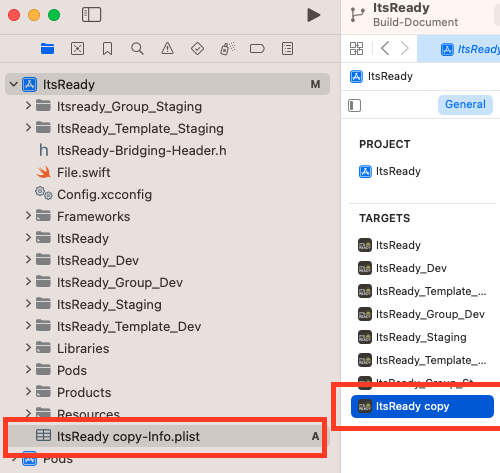 ItsReady
Build-Document
ItsReady M
Itsready_Group_Staging
ItsReady_Template_Staging
h ItsReady-Bridging-Header.h
File.swift
Config.xcconfig
Frameworks
ItsReady
ItsReady_Dev
ItsReady_Group_Dev
ItsReady_Staging
ItsReady_Template_Dev
Libraries
Pods
Products
Resources
ItsReady copy-Info.plist A
Pods
ItsReady
ItsReady
General
PROJECT
ItsReady
TARGETS
ItsReady
ItsReady_Dev
ItsReady_Template_...
ItsReady_Group_Dev
ItsReady_Staging
ItsReady_Template_...
ItsReady_Group_St...
ItsReady copy